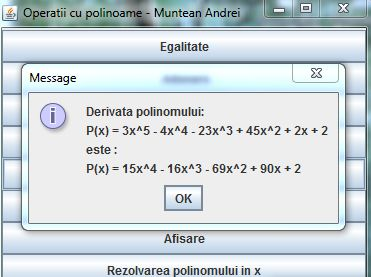 Operatii cu polinoame - Muntean Andrei
Egalitate
Message
Derivata polinomului:
P(x) = 3x^5 - 4x^4 - 23x^3 + 45x^2 + 2x + 2
este :
P(x) = 15x^4 - 16x^3 - 69x^2 + 90x + 2
OK
Afisare
Rezolvarea polinomului in x